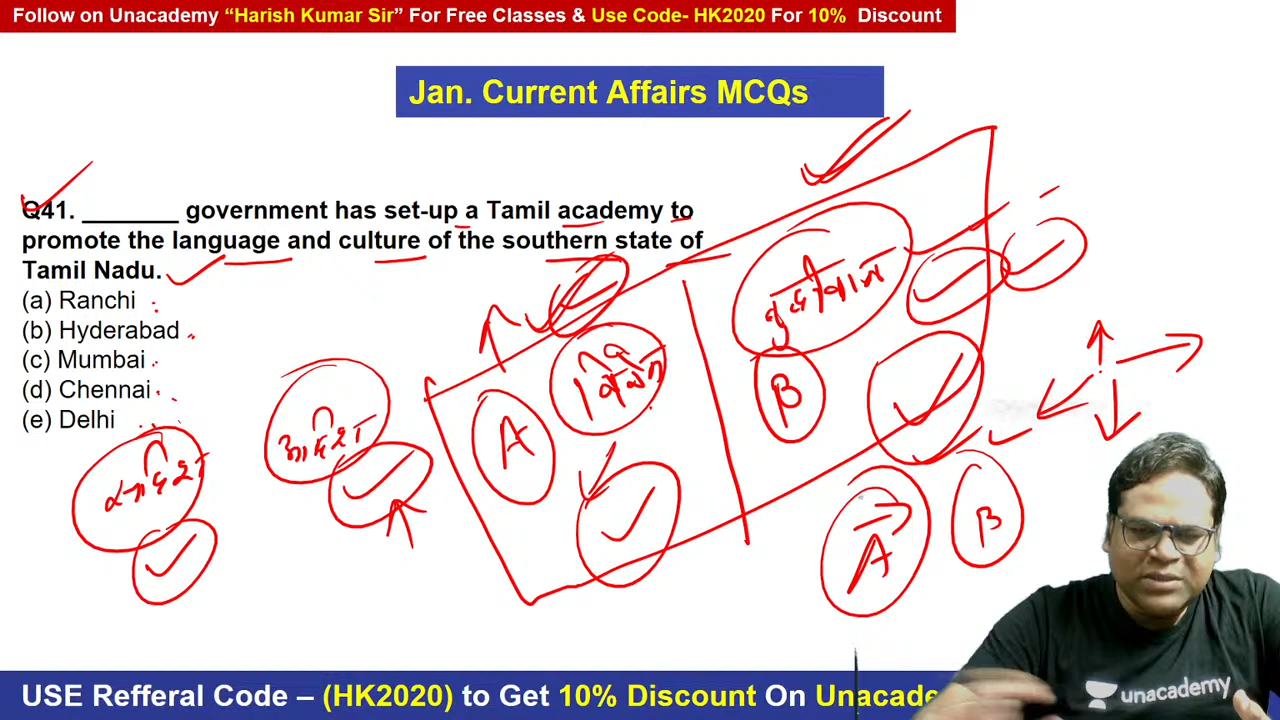 Follow on Unacademy “Harish Kumar Sir” For Free Classes & Use Code- HK2020 For 10% Discount
Jan. Current Affairs MCQs
Q41. _______ government has set-up a Tamil academy to
promote the language and culture of the southern state of
Tamil Nadu.
(a) Ranchi
(b) Hyderabad
(c) Mumbai
(d) Chennai
(e) Delhi
A
B
A
B
unacademy
USE Refferal Code – (HK2020) to Get 10% Discount On Unacade